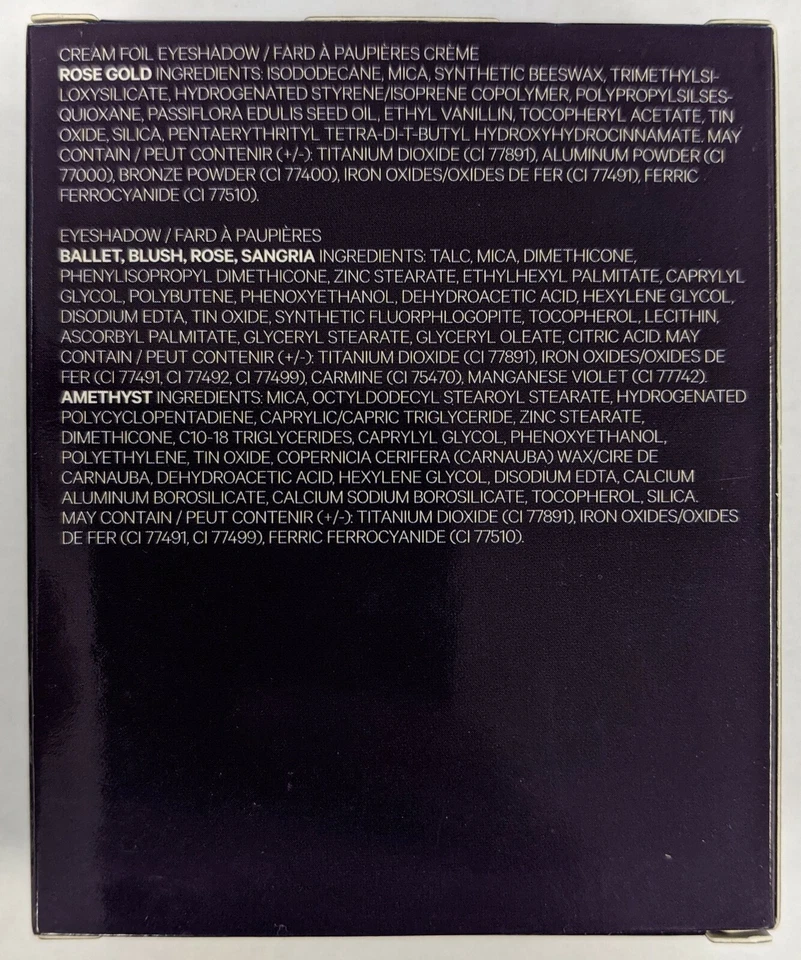 CREAM FOIL EYESHADOW / FARD À PAUPIÈRES CRÈME
ROSE GOLD INGREDIENTS: ISODODECANE, MICA, SYNTHETIC BEESWAX, TRIMETHYLSI-
LOXYSILICATE, HYDROGENATED STYRENE/ISOPRENE COPOLYMER, POLYPROPYLSILSES-
QUIOXANE, PASSIFLORA EDULIS SEED OIL, ETHYL VANILLIN, TOCOPHERYL ACETATE, TIN
OXIDE, SILICA, PENTAERYTHRITYL TETRA-DI-T-BUTYL HYDROXYHYDROCINNAMATE. MAY
CONTAIN / PEUT CONTENIR (+/-): TITANIUM DIOXIDE (CI 77891), ALUMINUM POWDER (CI
77000), BRONZE POWDER (CI 77400), IRON OXIDES/OXIDES DE FER (CI 77491), FERRIC
FERROCYANIDE (CI 77510).
EYESHADOW / FARD À PAUPIÈRES
BALLET, BLUSH, ROSE, SANGRIA INGREDIENTS: TALC, MICA, DIMETHICONE,
PHENYLISOPROPYL DIMETHICONE, ZINC STEARATE, ETHYLHEXYL PALMITATE, CAPRYLYL
GLYCOL, POLYBUTENE, PHENOXYETHANOL, DEHYDROACETIC ACID, HEXYLENE GLYCOL,
DISODIUM EDTA, TIN OXIDE, SYNTHETIC FLUORPHLOGOPITE, TOCOPHEROL, LECITHIN,
ASCORBYL PALMITATE, GLYCERYL STEARATE, GLYCERYL OLEATE, CITRIC ACID. MAY
CONTAIN / PEUT CONTENIR (+/-): TITANIUM DIOXIDE (CI 77891), IRON OXIDES/OXIDES DE
FER (CI 77491, CI 77492, CI 77499), CARMINE (CI 75470), MANGANESE VIOLET (CI 77742).
AMETHYST INGREDIENTS: MICA, OCTYLDODECYL STEAROYL STEARATE, HYDROGENATED
POLYCYCLOPENTADIENE, CAPRYLIC/CAPRIC TRIGLYCERIDE, ZINC STEARATE,
DIMETHICONE, C10-18 TRIGLYCERIDES, CAPRYLYL GLYCOL, PHENOXYETHANOL,
POLYETHYLENE, TIN OXIDE, COPERNICIA CERIFERA (CARNAUBA) WAX/CIRE DE
CARNAUBA, DEHYDROACETIC ACID, HEXYLENE GLYCOL, DISODIUM EDTA, CALCIUM
ALUMINUM BOROSILICATE, CALCIUM SODIUM BOROSILICATE, TOCOPHEROL, SILICA.
MAY CONTAIN / PEUT CONTENIR (+/-): TITANIUM DIOXIDE (CI 77891), IRON OXIDES/OXIDES
DE FER (CI 77491, CI 77499), FERRIC FERROCYANIDE (CI 77510).